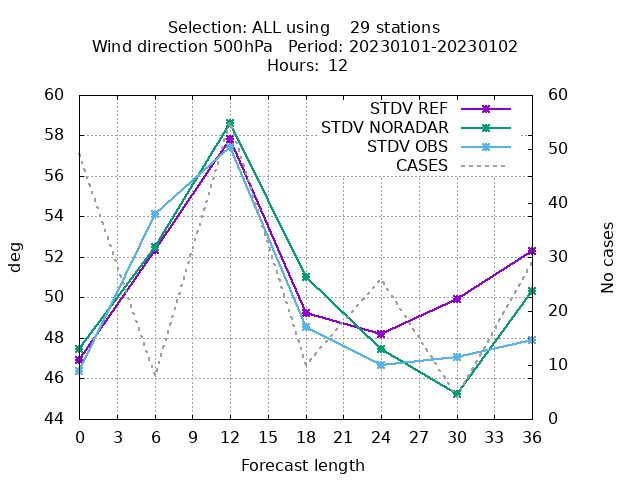 Selection: ALL using    29 stations
Wind direction 500hPa   Period: 20230101-20230102
Hours: 12
60 60
STDV REF
58
STDV NORADAR
50
STDV OBS
56
CASES
54
40
52
30
deg
No cases
50
20
48
46
10
44 0
0 3 6 9 12 15 18 21 24 27 30 33 36
Forecast length